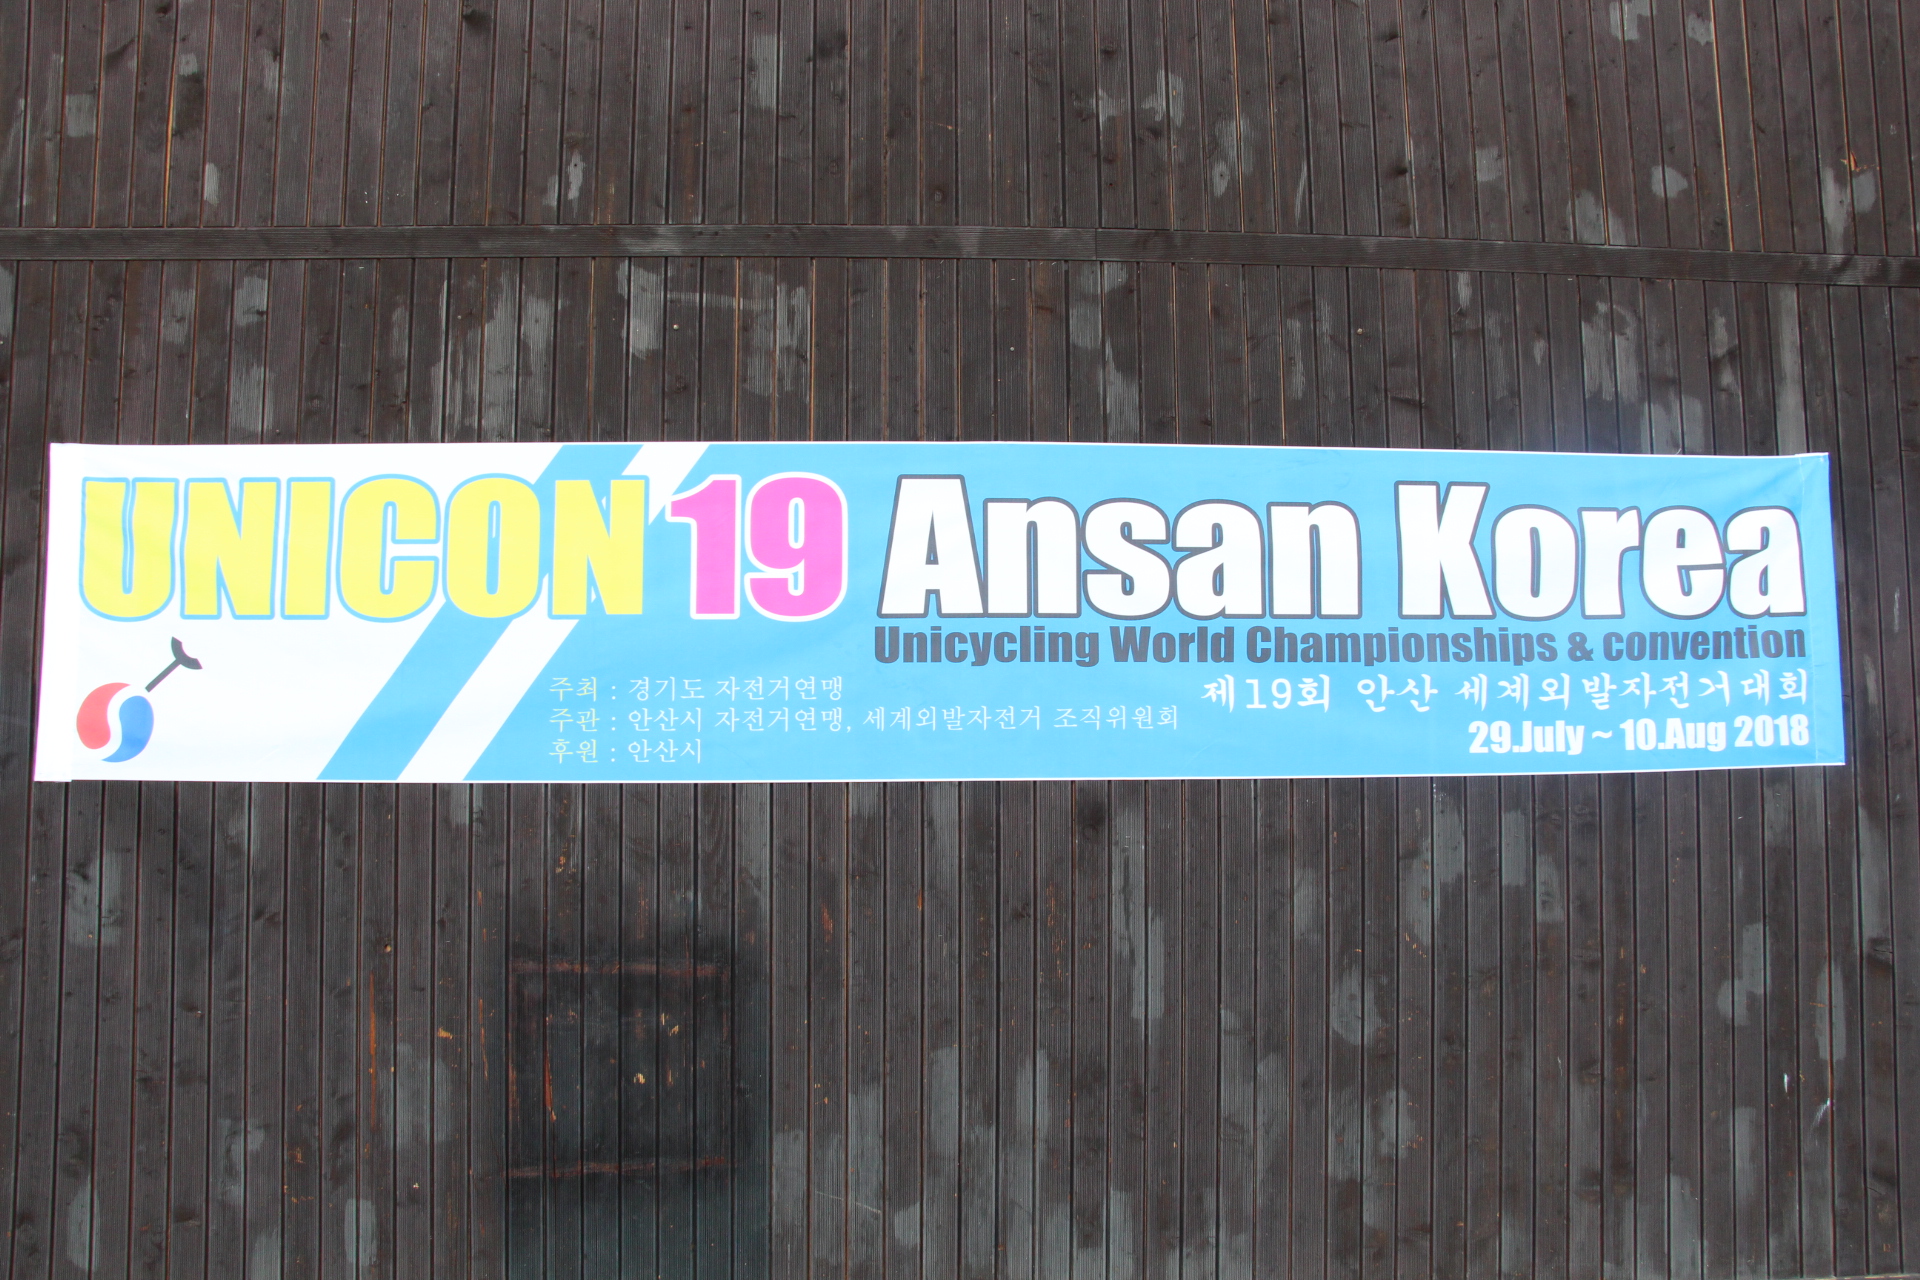 UNICON 19 Ansan Korea
Unicycling World Championships & convention
제19회 안산 세계외발자전거대회
29.July ~ 10.Aug 2018
주최 : 경기도 자전거연맹
주관 : 안산시 자전거연맹, 세계외발자전거 조직위원회
후원 : 안산시